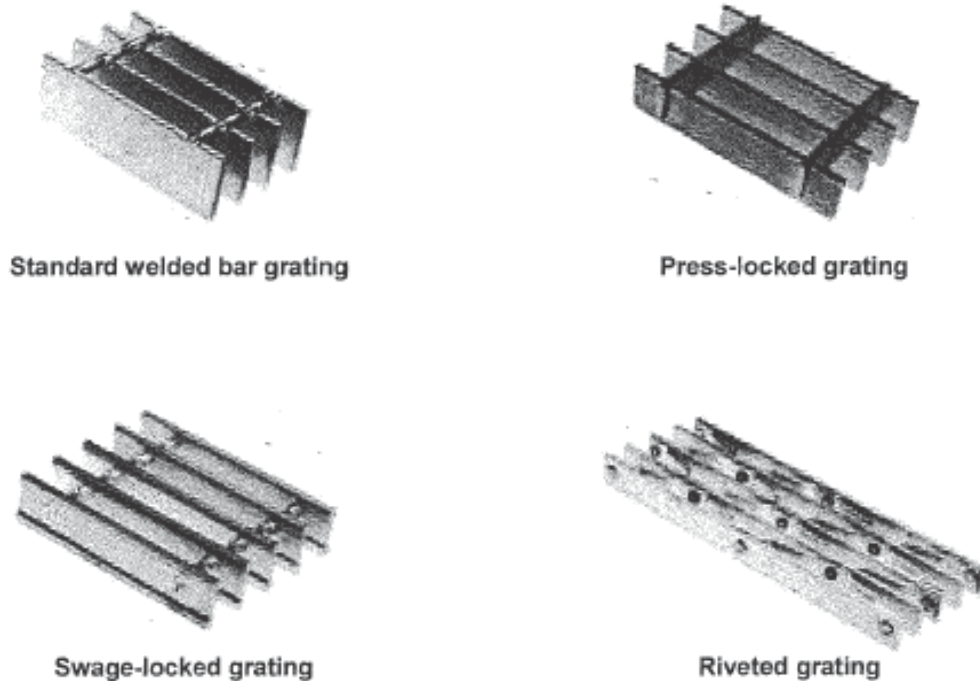 Standard welded bar grating
Press-locked grating
Swage-locked grating
Riveted grating